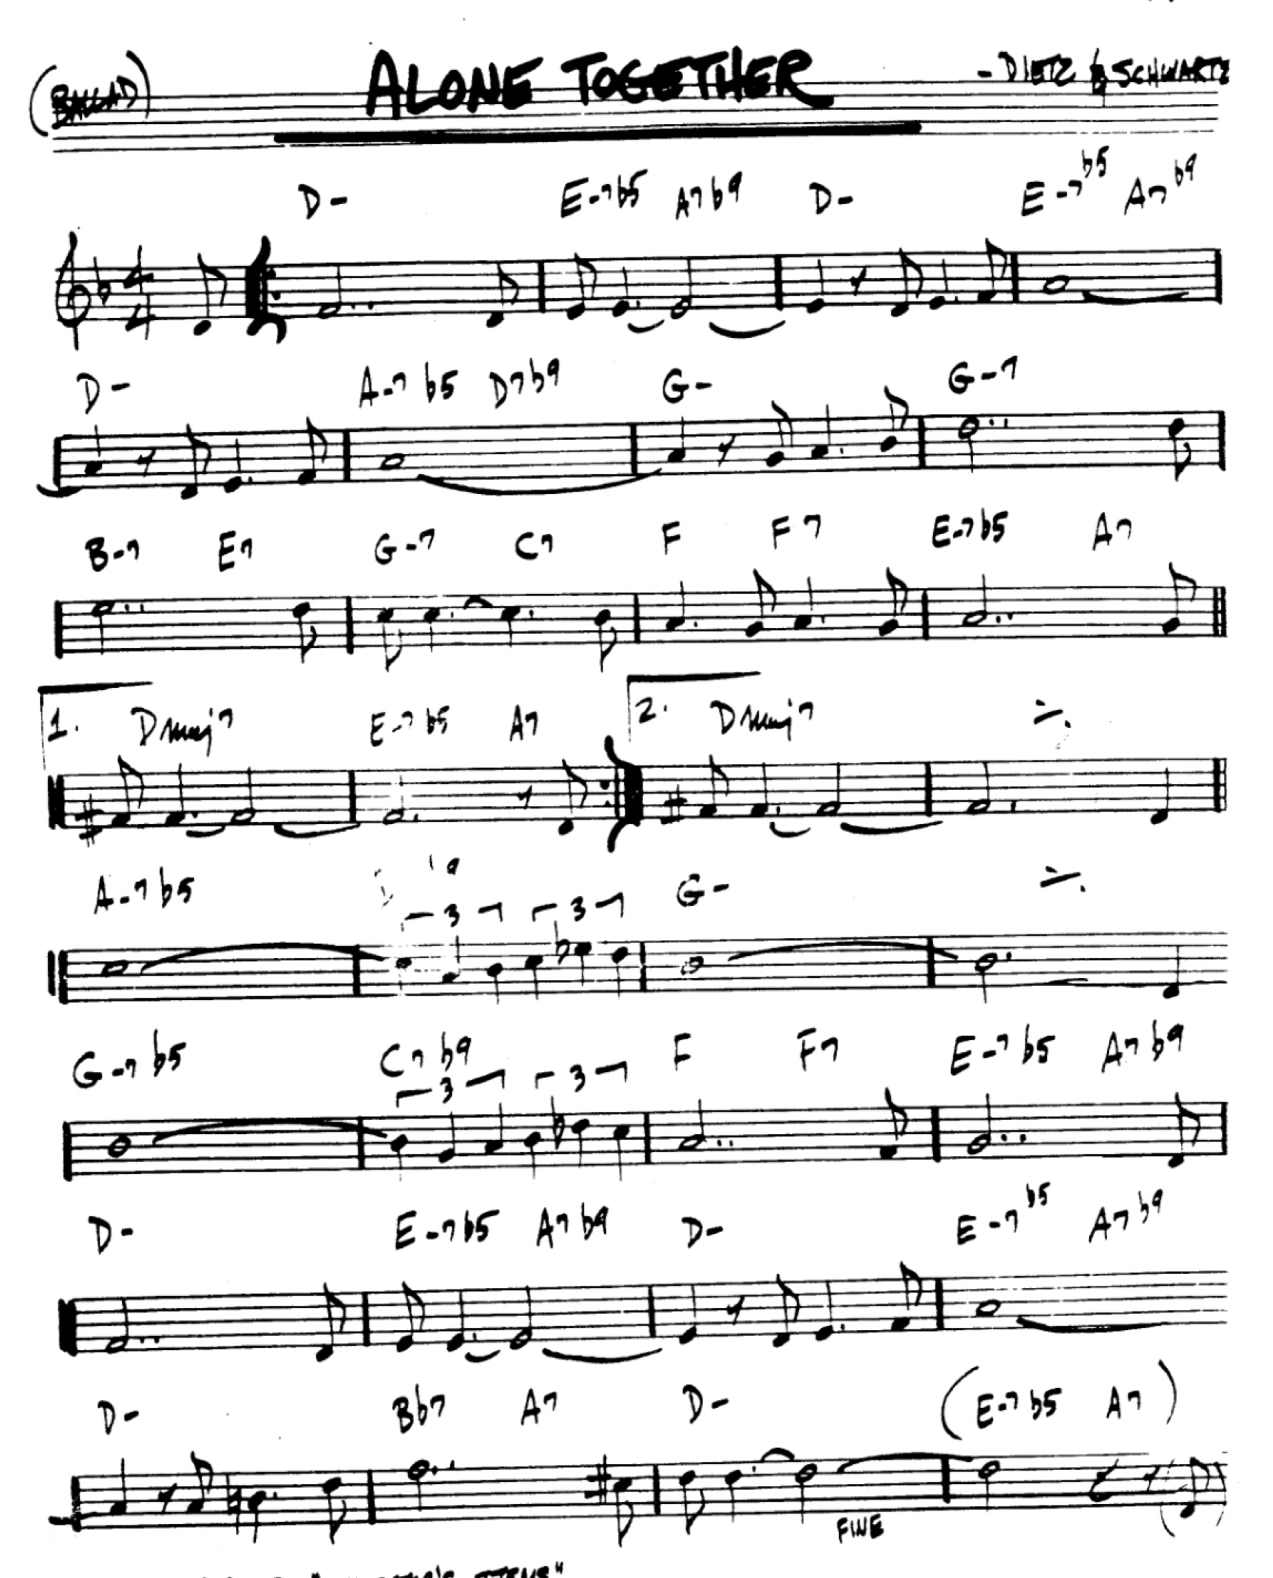 (BALLAD) ALONE TOGETHER - DIETZ & SCHWARTZ
D- E-7b5 A7b9 D- E-7b5 A7b9
4 4
D- A-7b5 D7b9 G- G-7
B-7 E7 G-7 C7 F F7 E-7b5 A7
1. Dmaj7 E-7b5 A7 2. Dmaj7
A-7b5 G-
3 3
G-7b5 C7b9 F F7 E-7b5 A7b9
3 3
D- E-7b5 A7b9 D- E-7b5 A7b9
D- Bb7 A7 D- (E-7b5 A7)
FINE